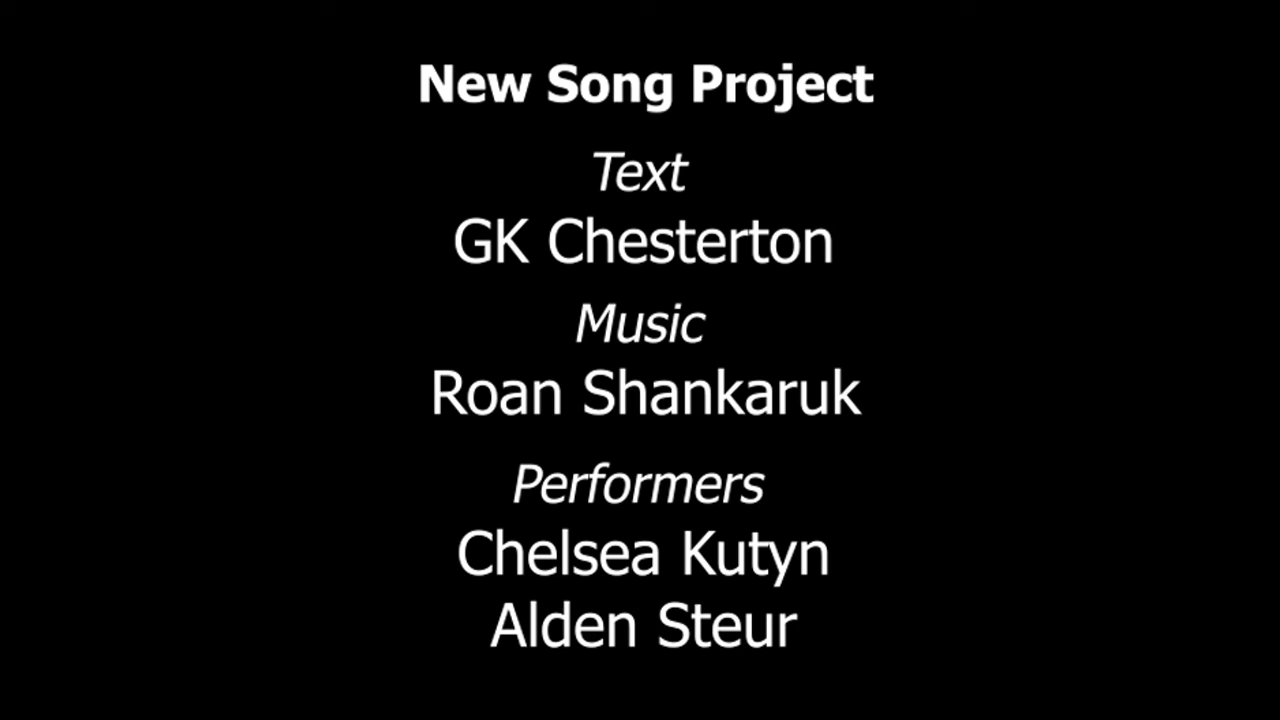 New Song Project
Text
GK Chesterton
Music
Roan Shankaruk
Performers
Chelsea Kutyn
Alden Steur